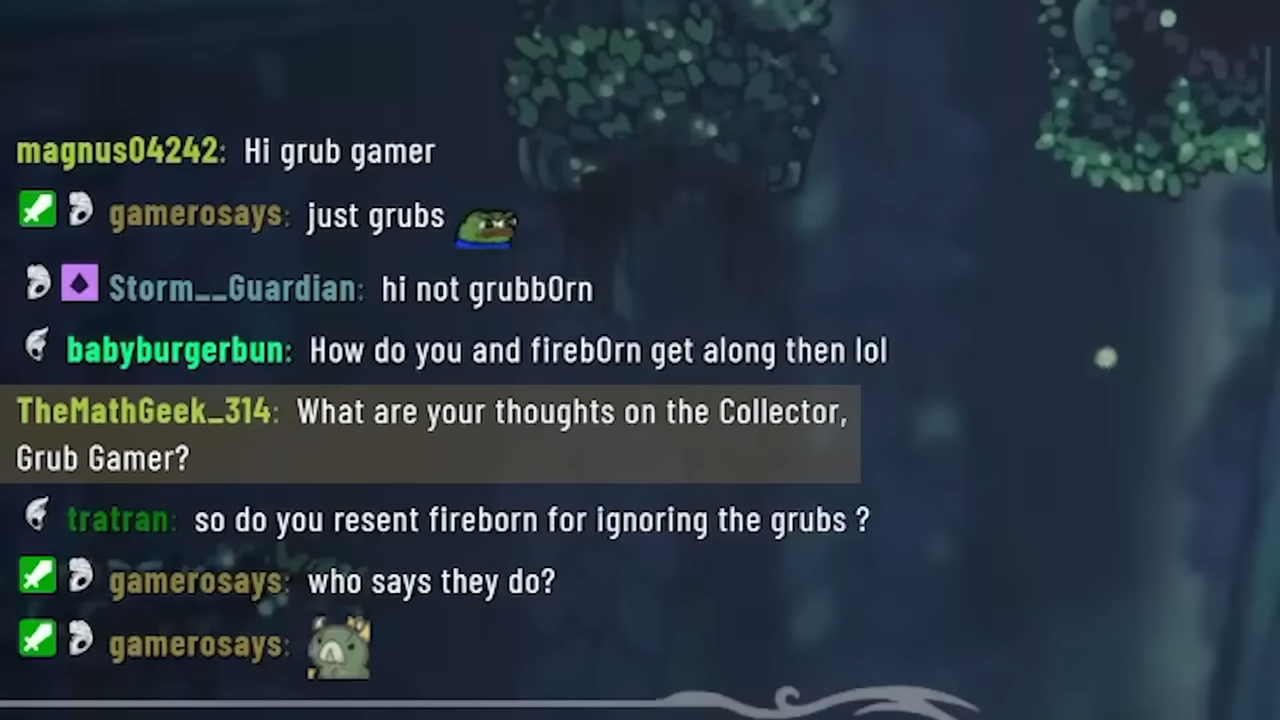 magnus04242: Hi grub gamer
gamerosays: just grubs
Storm__Guardian: hi not grubb0rn
babyburgerbun: How do you and fireb0rn get along then lol
TheMathGeek_314: What are your thoughts on the Collector,
Grub Gamer?
tratran: so do you resent fireborn for ignoring the grubs ?
gamerosays: who says they do?
gamerosays: